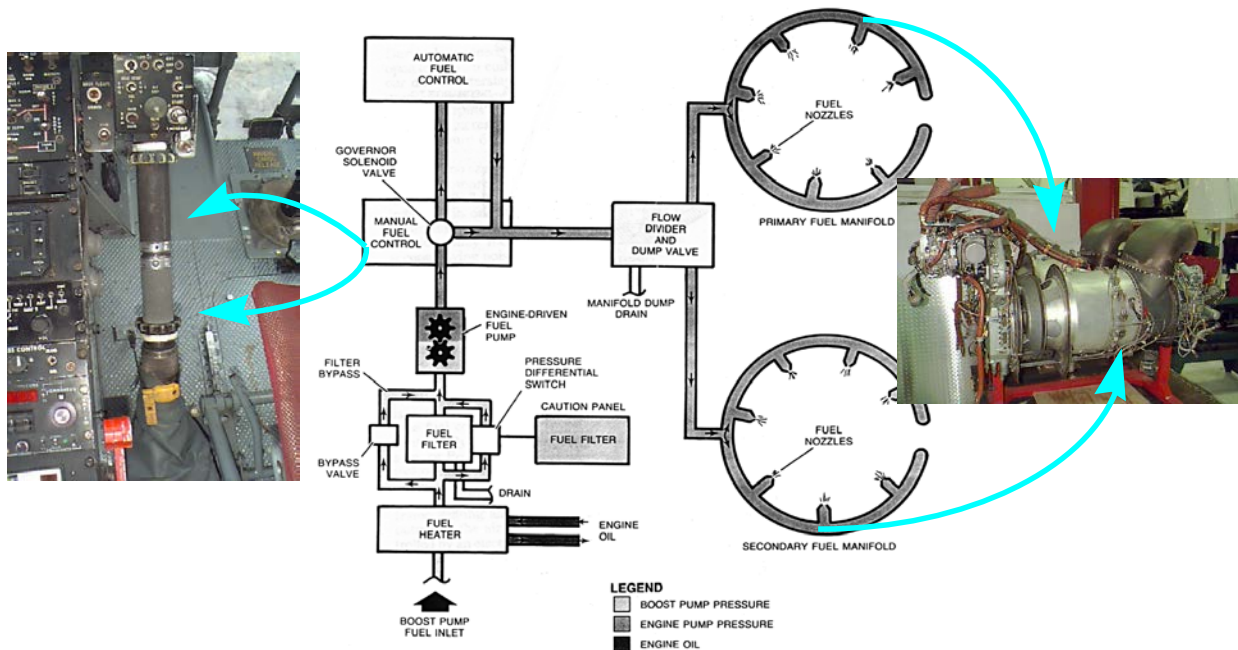 AUTOMATIC
FUEL
CONTROL
GOVERNOR
SOLENOID
VALVE
MANUAL
FUEL
CONTROL
ENGINE-DRIVEN
FUEL
PUMP
FILTER
BYPASS
PRESSURE
DIFFERENTIAL
SWITCH
CAUTION PANEL
FUEL
FILTER
FUEL FILTER
BYPASS
VALVE
DRAIN
FUEL
HEATER
ENGINE
OIL
BOOST PUMP
FUEL INLET
FLOW
DIVIDER
AND
DUMP VALVE
MANIFOLD DUMP
DRAIN
FUEL
NOZZLES
PRIMARY FUEL MANIFOLD
FUEL
NOZZLES
SECONDARY FUEL MANIFOLD
LEGEND
BOOST PUMP PRESSURE
ENGINE PUMP PRESSURE
ENGINE OIL